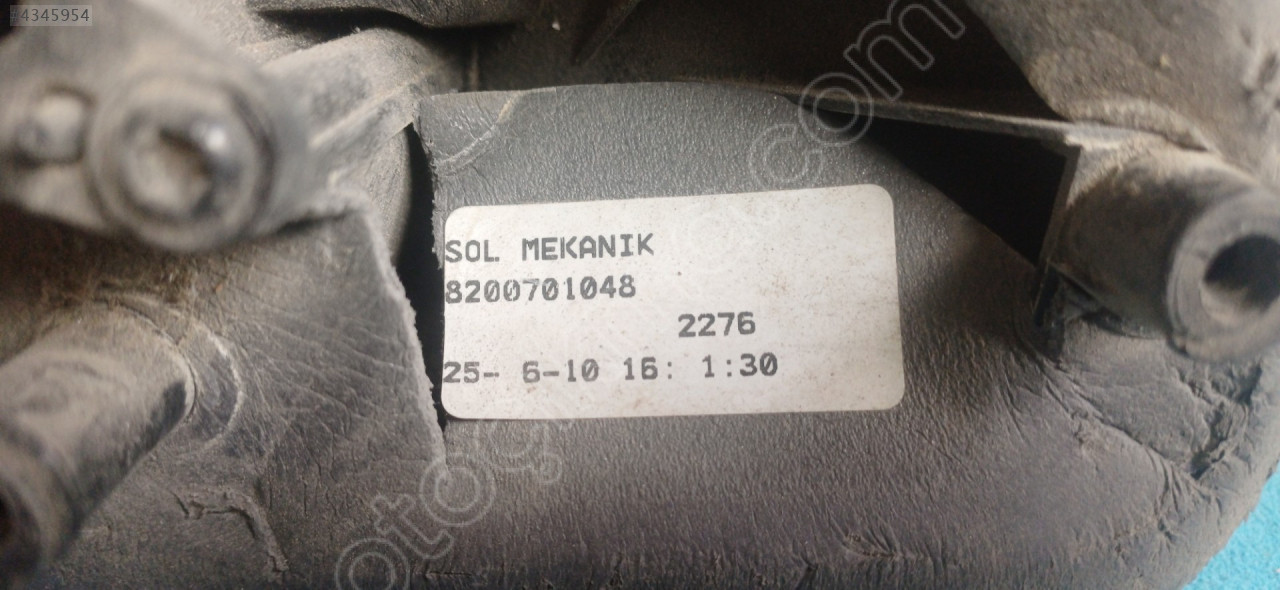 #4345954
SOL MEKANIK
8200701048
2276
25- 6-10 16: 1:30